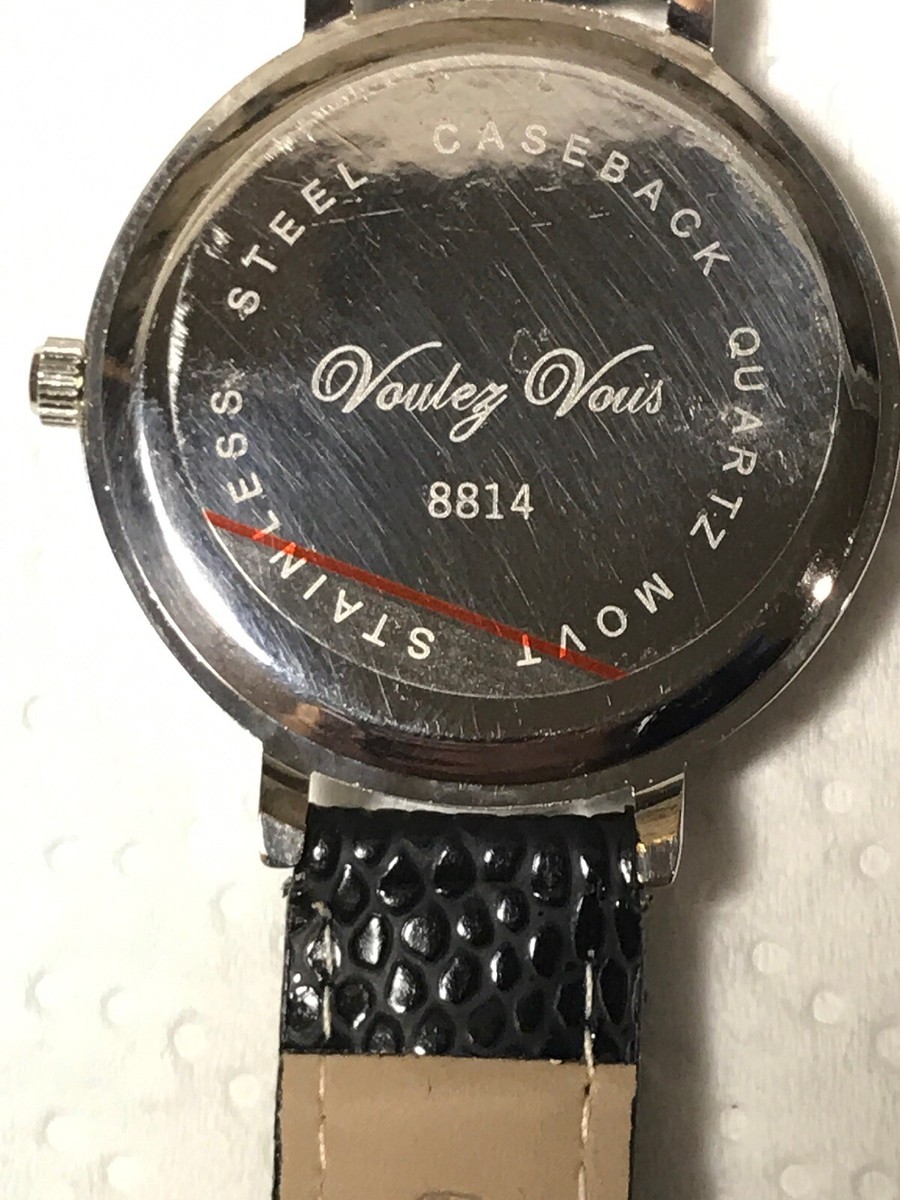 STAINLESS STEEL CASEBACK QUARTZ MOVT
Voulez Vous
8814